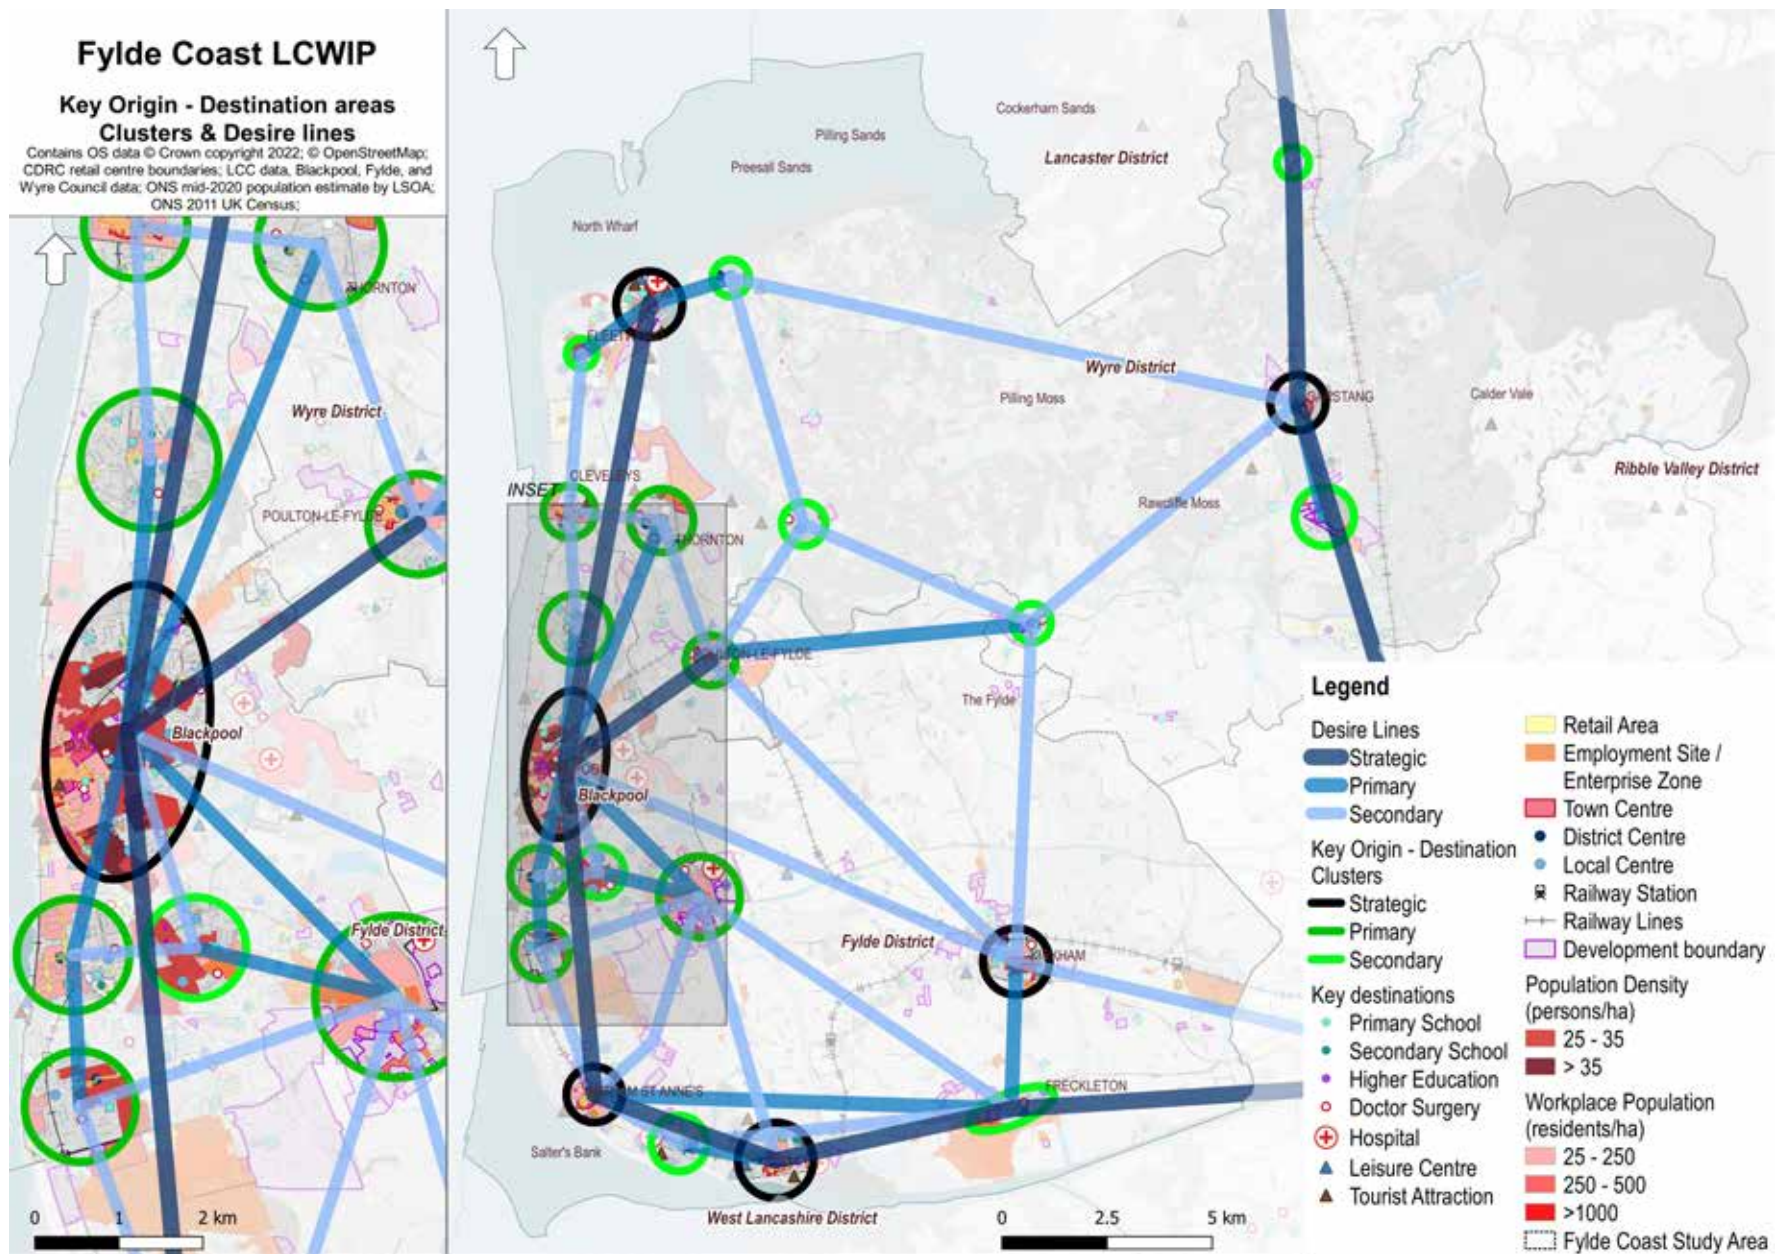 Fylde Coast LCWIP
Key Origin - Destination areas
Clusters & Desire lines
Contains OS data © Crown copyright 2022; © OpenStreetMap;
CDRC retail centre boundaries; LCC data, Blackpool, Fylde, and
Wyre Council data; ONS mid-2020 population estimate by LSOA;
ONS 2011 UK Census;
THORNTON
Wyre District
POULTON-LE-FYLDE
Blackpool
Fylde District
0 1 2 km
Cockerham Sands
Pilling Sands
Lancaster District
Preesall Sands
North Wharf
Wyre District
Pilling Moss
Calder Vale
Ribble Valley District
CLEVELEYS
INSET
Rawcliffe Moss
THORNTON
The Fylde
Blackpool
Fylde District
FRECKLETON
Salter's Bank
West Lancashire District
0 2.5 5 km
Legend
Desire Lines
Strategic
Primary
Secondary
Key Origin - Destination
Clusters
Strategic
Primary
Secondary
Key destinations
Primary School
Secondary School
Higher Education
Doctor Surgery
Hospital
Leisure Centre
Tourist Attraction
Retail Area
Employment Site /
Enterprise Zone
Town Centre
District Centre
Local Centre
Railway Station
Railway Lines
Development boundary
Population Density
(persons/ha)
25 - 35
> 35
Workplace Population
(residents/ha)
25 - 250
250 - 500
>1000
Fylde Coast Study Area